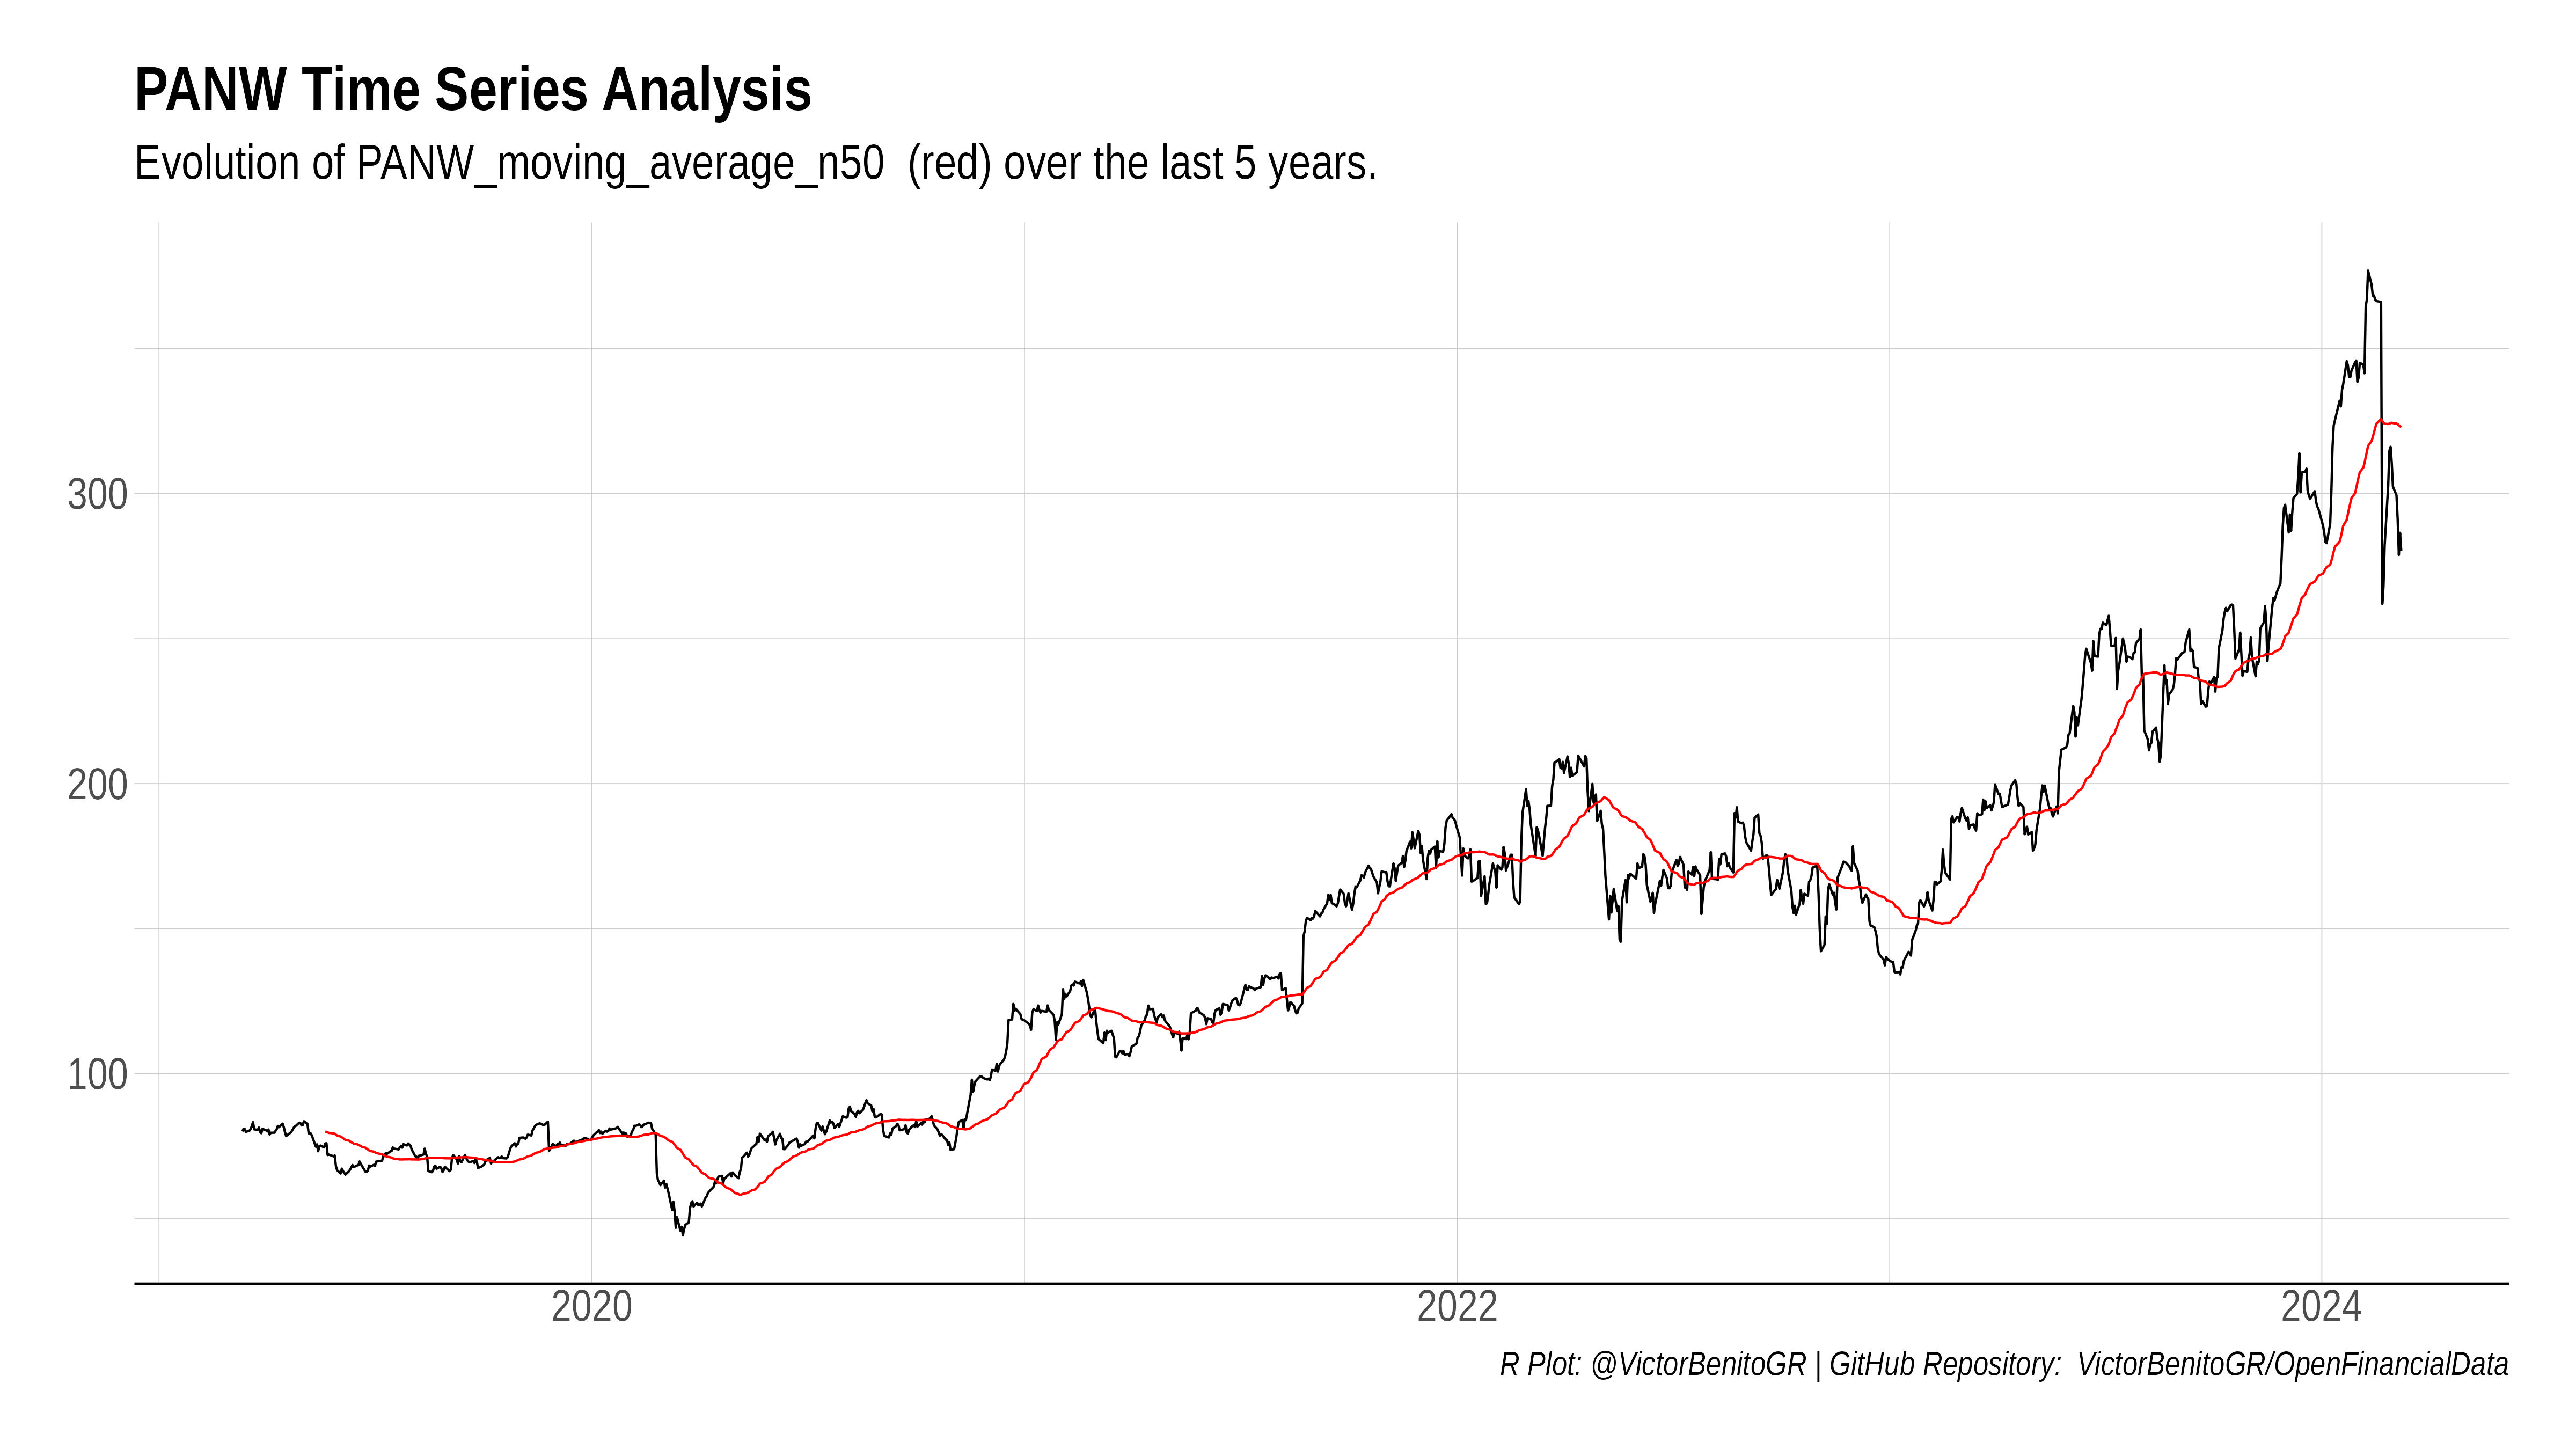 PANW Time Series Analysis
Evolution of PANW_moving_average_n50  (red) over the last 5 years.
300
200
100
2020 2022 2024
R Plot: @VictorBenitoGR | GitHub Repository:  VictorBenitoGR/OpenFinancialData